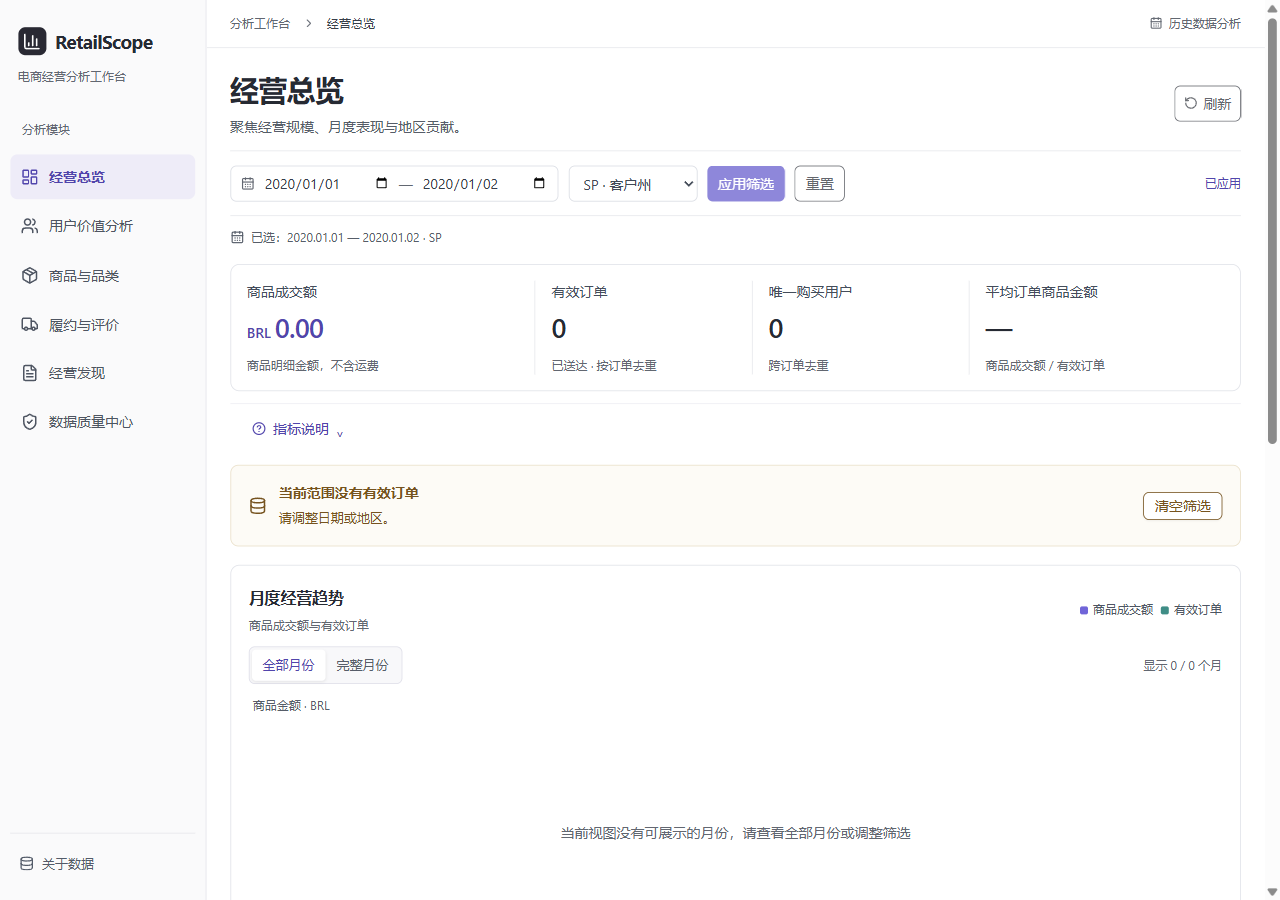 RetailScope
电商经营分析工作台
分析模块
经营总览
用户价值分析
商品与品类
履约与评价
经营发现
数据质量中心
关于数据
分析工作台 > 经营总览
历史数据分析
经营总览
聚焦经营规模、月度表现与地区贡献。
刷新
2020/01/01 — 2020/01/02
SP · 客户州
应用筛选
重置
已应用
已选：2020.01.01 — 2020.01.02 · SP
商品成交额
BRL 0.00
商品明细金额，不含运费
有效订单
0
已送达 · 按订单去重
唯一购买用户
0
跨订单去重
平均订单商品金额
—
商品成交额 / 有效订单
指标说明
当前范围没有有效订单
请调整日期或地区。
清空筛选
月度经营趋势
商品成交额与有效订单
商品成交额 有效订单
全部月份 完整月份
显示 0 / 0 个月
商品金额 · BRL
当前视图没有可展示的月份，请查看全部月份或调整筛选